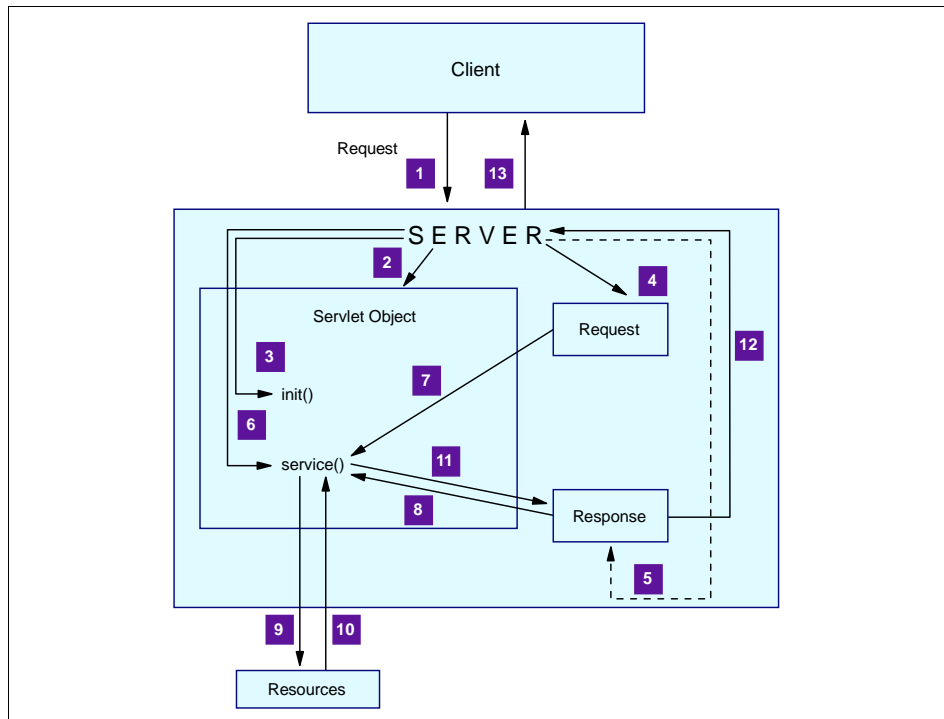 Client
Request
1
13
S E R V E R
2
4
Servlet Object
Request
3
7
12
init()
6
service()
11
8
Response
5
9
10
Resources